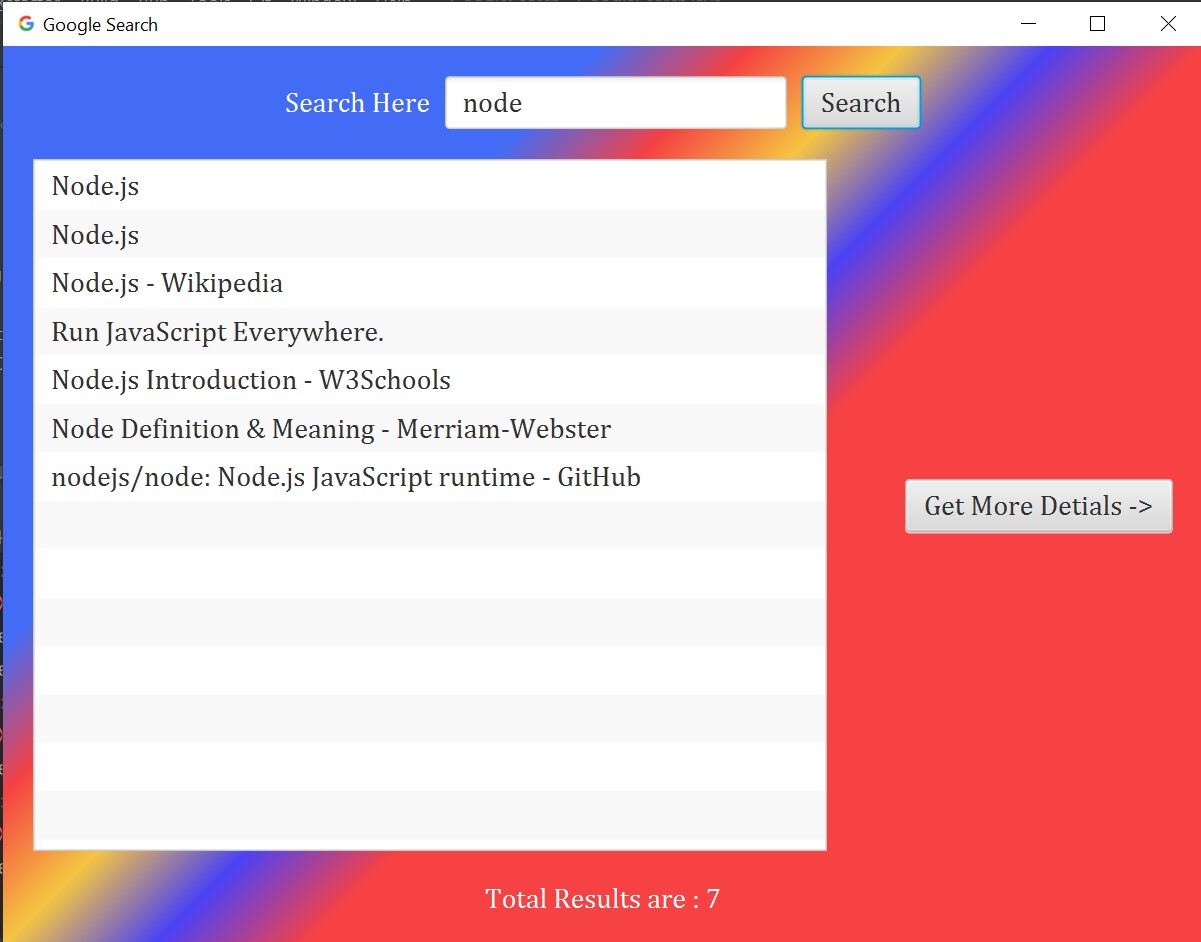 Google Search
Search Here node Search
Node.js
Node.js
Node.js - Wikipedia
Run JavaScript Everywhere.
Node.js Introduction - W3Schools
Node Definition & Meaning - Merriam-Webster
nodejs/node: Node.js JavaScript runtime - GitHub
Get More Detials ->
Total Results are : 7